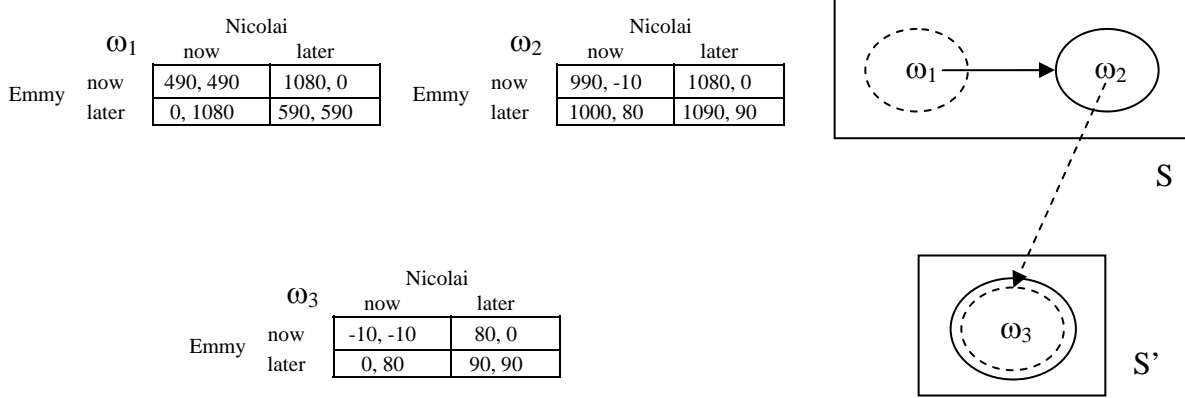 ω1 Nicolai
now later
Emmy now 490, 490 1080, 0
later 0, 1080 590, 590
ω2 Nicolai
now later
Emmy now 990, -10 1080, 0
later 1000, 80 1090, 90
ω1 ω2
S
ω3 Nicolai
now later
Emmy now -10, -10 80, 0
later 0, 80 90, 90
ω3
S’